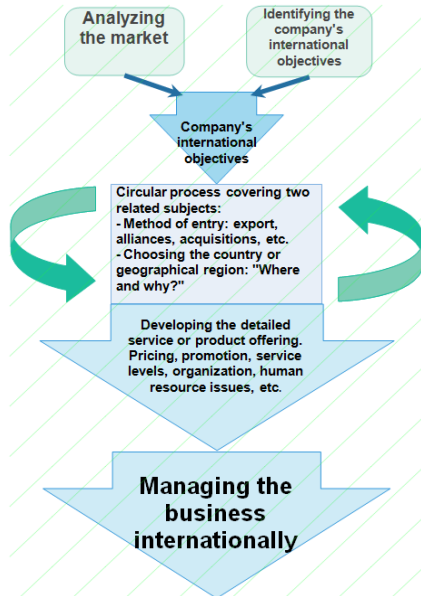 Analyzing
the market
Identifying the
company's
international
objectives
Company's
international
objectives
Circular process covering two
related subjects:
- Method of entry: export,
alliances, acquisitions, etc.
- Choosing the country or
geographical region: "Where
and why?"
Developing the detailed
service or product offering.
Pricing, promotion, service
levels, organization, human
resource issues, etc.
Managing the
business
internationally